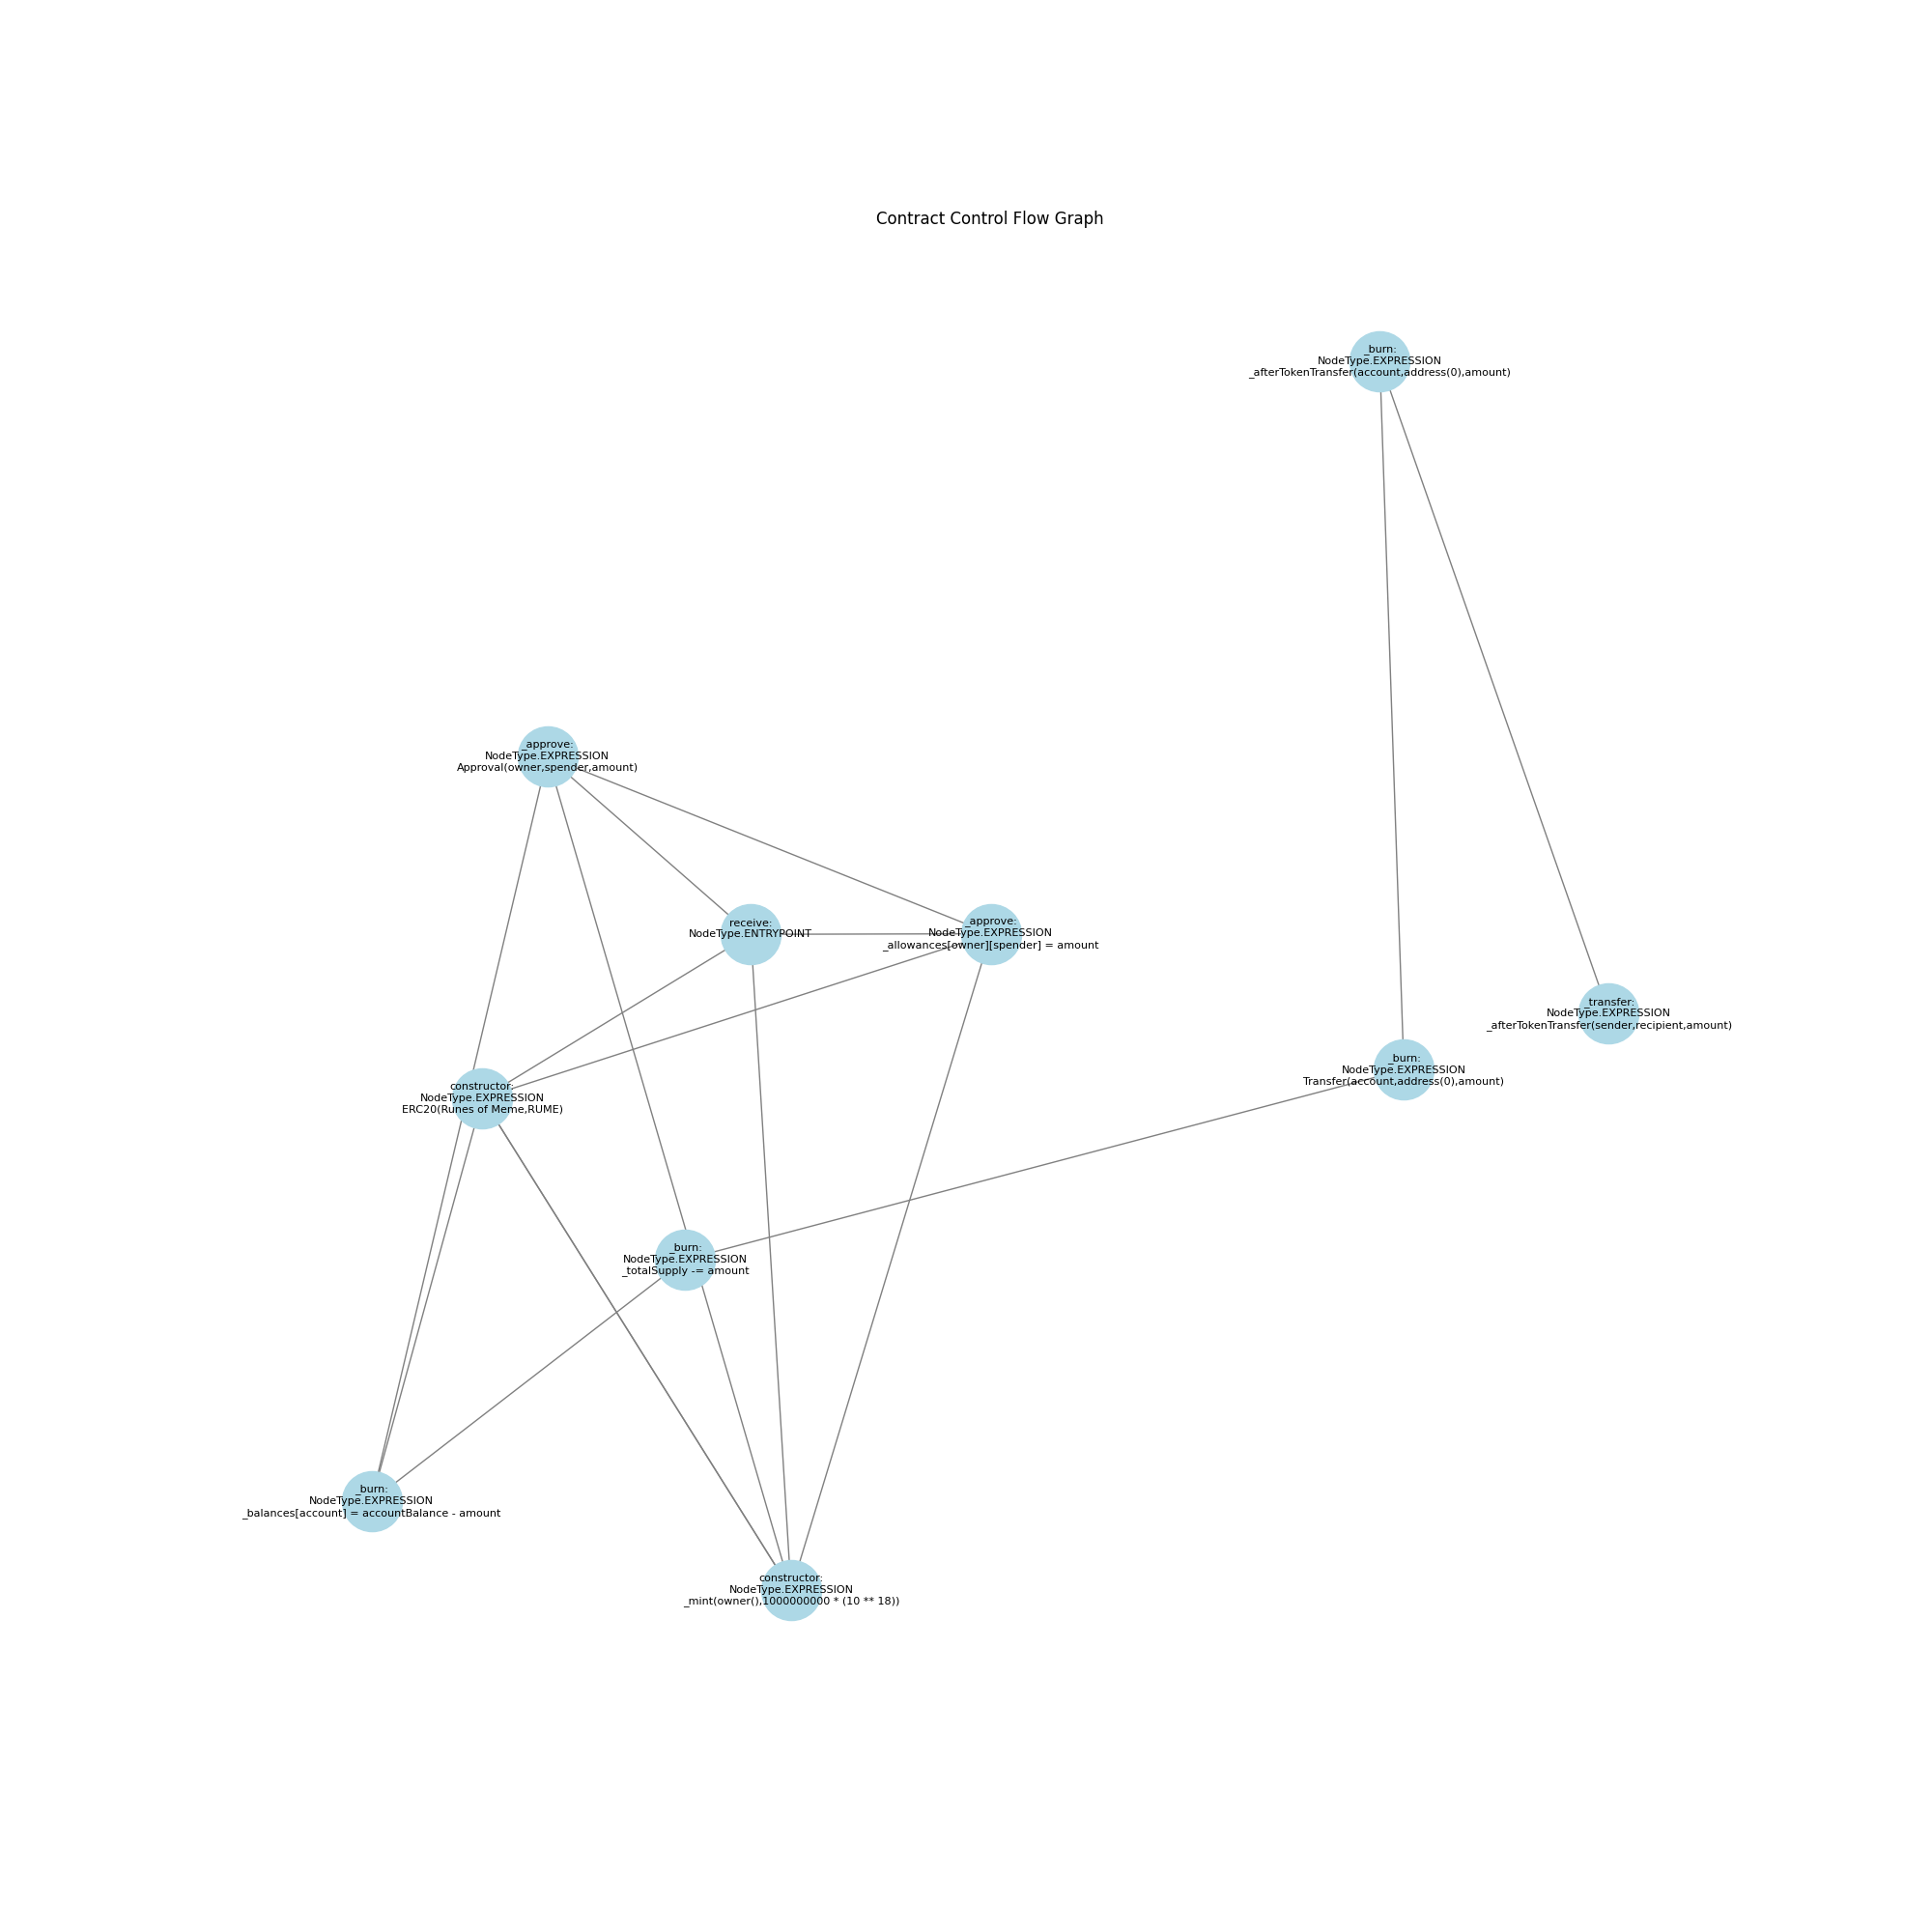 Contract Control Flow Graph
_burn:
NodeType.EXPRESSION
_afterTokenTransfer(account,address(0),amount)
_approve:
NodeType.EXPRESSION
Approval(owner,spender,amount)
receive:
NodeType.ENTRYPOINT
_approve:
NodeType.EXPRESSION
_allowances[owner][spender] = amount
_transfer:
NodeType.EXPRESSION
_afterTokenTransfer(sender,recipient,amount)
_burn:
NodeType.EXPRESSION
Transfer(account,address(0),amount)
constructor:
NodeType.EXPRESSION
ERC20(Runes of Meme,RUME)
_burn:
NodeType.EXPRESSION
_totalSupply -= amount
_burn:
NodeType.EXPRESSION
_balances[account] = accountBalance - amount
constructor:
NodeType.EXPRESSION
_mint(owner(),1000000000 * (10 ** 18))